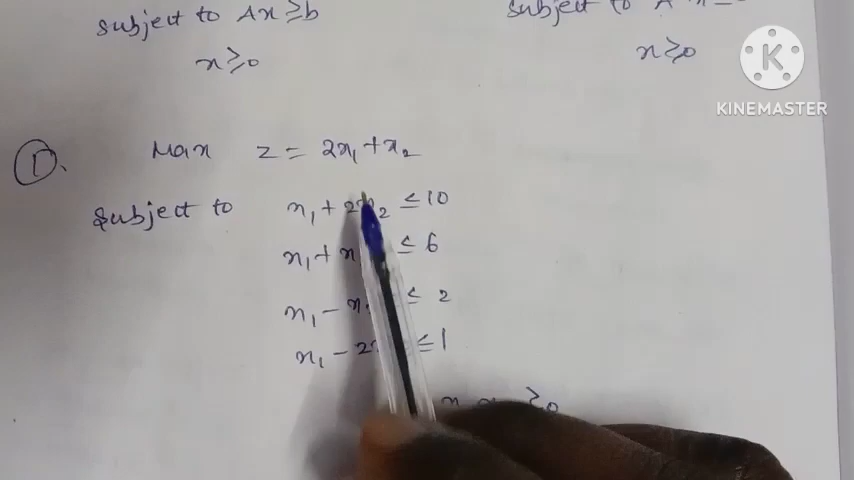 subject to Ax ≥ b
subject to A
x ≥ 0
x ≥ 0
KINEMASTER
1. Max z = 2x₁ + x₂
subject to x₁ + 2x₂ ≤ 10
x₁ + x ≤ 6
x₁ - x ≤ 2
x₁ - 2x ≤ 1
≥ 0